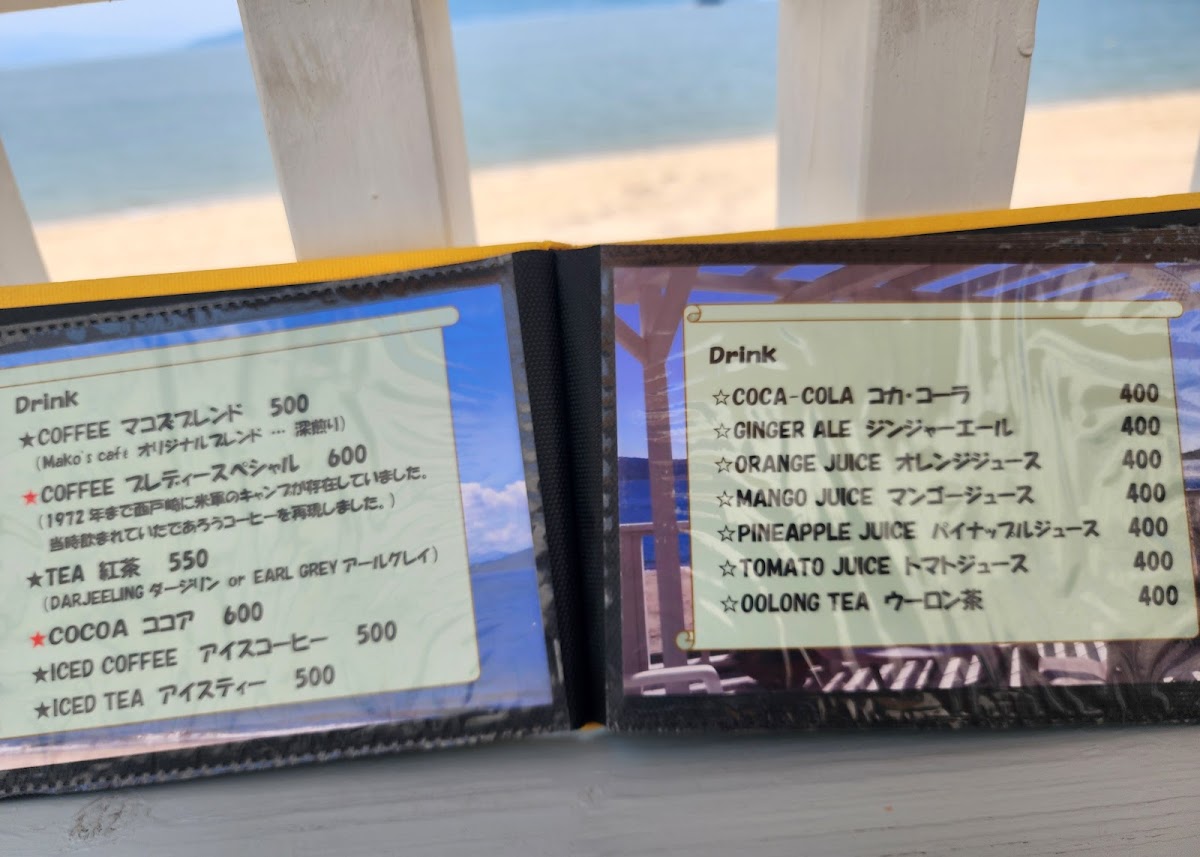 Drink
★COFFEE マコズブレンド 500
(Mako's café オリジナルブレンド … 深煎り)
★COFFEE ブレディースペシャル 600
(1972年まで西戸崎に米軍のキャンプが存在していました。
当時飲まれていたであろうコーヒーを再現しました。)
★TEA 紅茶 550
(DARJEELING ダージリン or EARL GREY アールグレイ)
★COCOA ココア 600
★ICED COFFEE アイスコーヒー 500
★ICED TEA アイスティー 500
Drink
☆COCA-COLA コカ・コーラ 400
☆GINGER ALE ジンジャーエール 400
☆ORANGE JUICE オレンジジュース 400
☆MANGO JUICE マンゴージュース 400
☆PINEAPPLE JUICE パイナップルジュース 400
☆TOMATO JUICE トマトジュース 400
☆OOLONG TEA ウーロン茶 400